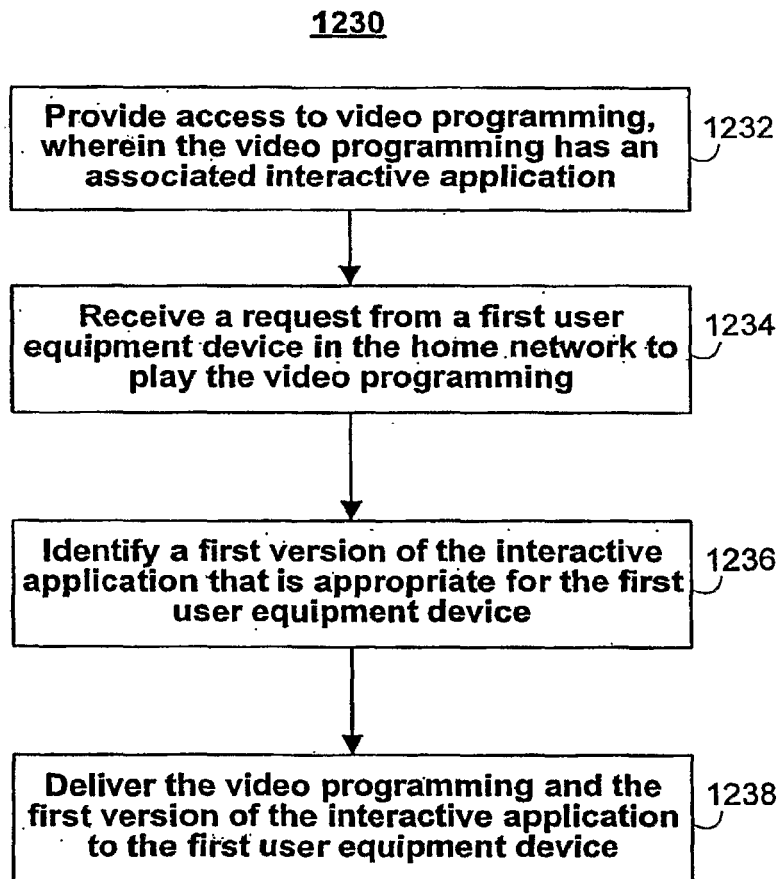 1230
Provide access to video programming,
wherein the video programming has an
associated interactive application
1232
Receive a request from a first user
equipment device in the home network to
play the video programming
1234
Identify a first version of the interactive
application that is appropriate for the first
user equipment device
1236
Deliver the video programming and the
first version of the interactive application
to the first user equipment device
1238